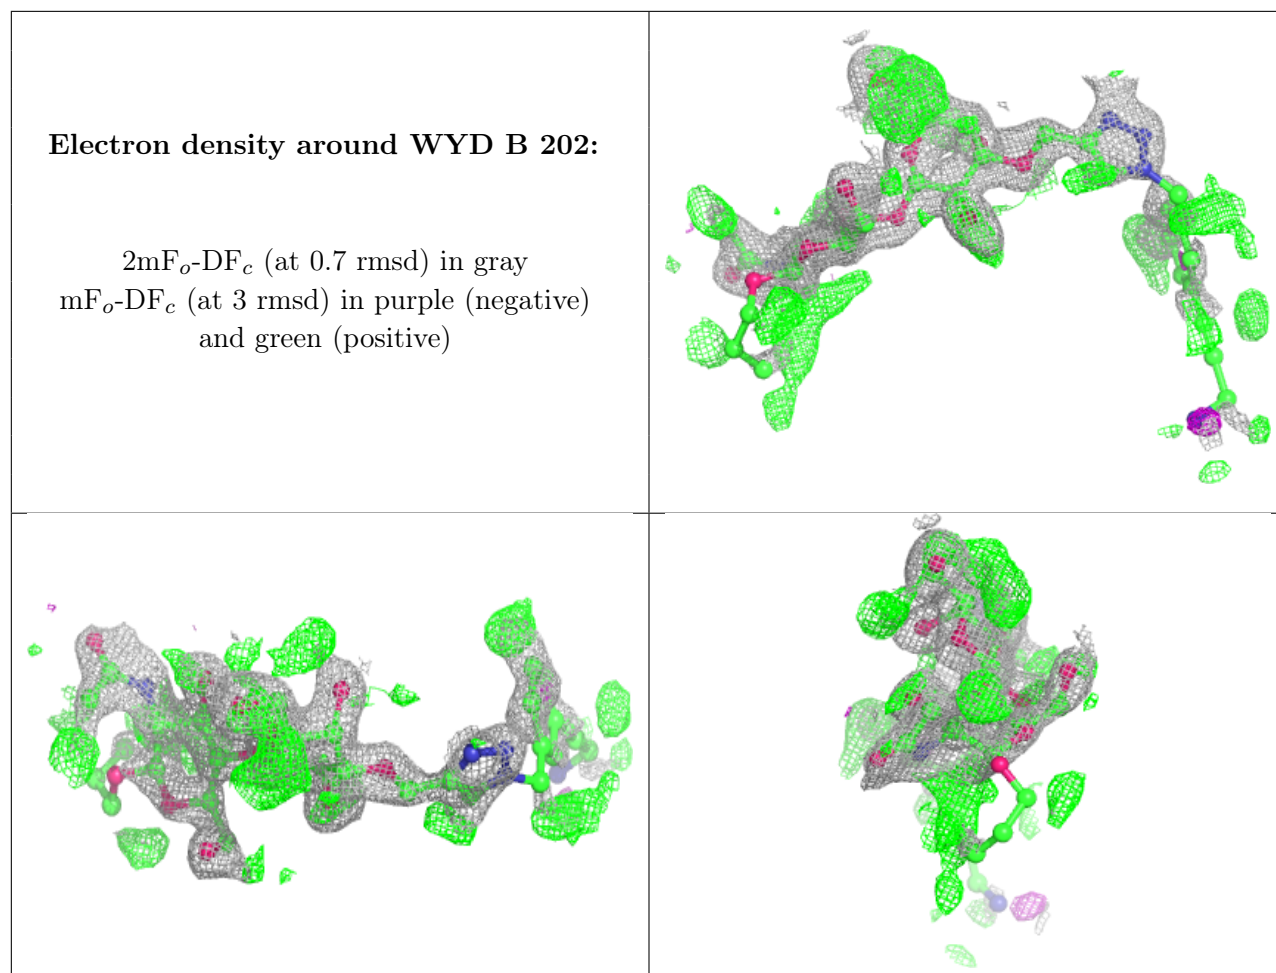 Electron density around WYD B 202:
2mFo-DFc (at 0.7 rmsd) in gray
mFo-DFc (at 3 rmsd) in purple (negative)
and green (positive)